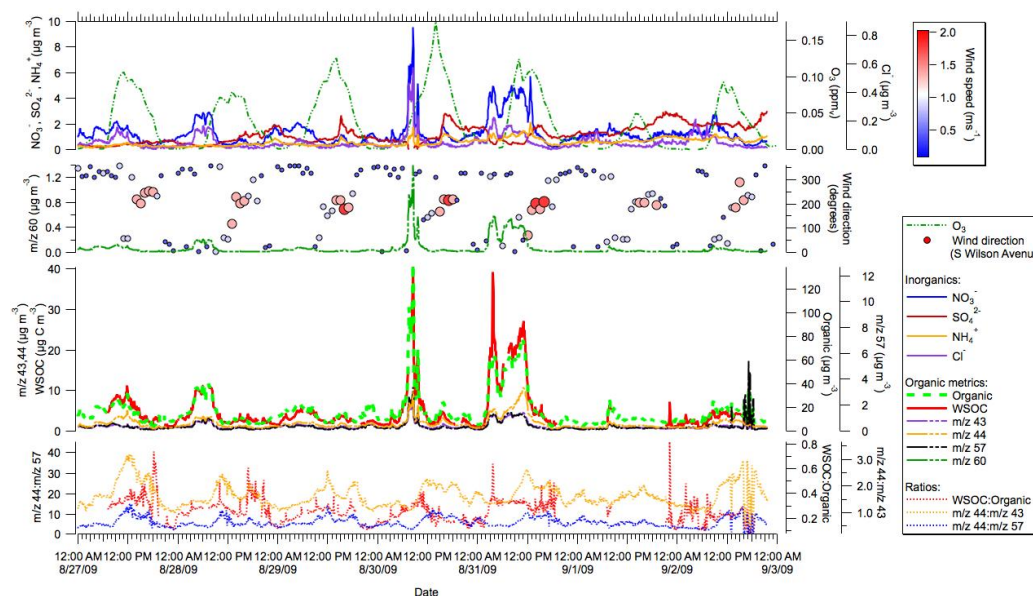 NO3-, SO42-, NH4+ (µg m-3)
10
8
6
4
2
0
0.15
0.10
0.05
0.00
O3 (ppmv)
0.8
0.6
0.4
0.2
0.0
Cl- (µg m-3)
2.0
1.5
1.0
0.5
Wind speed (ms-1)
m/z 60 (µg m-3)
1.2
0.8
0.4
0.0
300
200
100
0
Wind direction
(degrees)
m/z 43,44 (µg m-3)
WSOC (µg C m-3)
40
30
20
10
0
120
100
80
60
40
20
0
Organic (µg m-3)
12
10
8
6
4
2
0
m/z 57 (µg m-3)
m/z 44:m/z 57
40
30
20
10
0
0.8
0.6
0.4
0.2
WSOC:Organic
3.0
2.0
1.0
m/z 44:m/z 43
12:00 AM 12:00 PM 12:00 AM 12:00 PM 12:00 AM 12:00 PM 12:00 AM 12:00 PM 12:00 AM 12:00 PM 12:00 AM 12:00 PM 12:00 AM 12:00 PM 12:00 AM
8/27/09 8/28/09 8/29/09 8/30/09 8/31/09 9/1/09 9/2/09 9/3/09
Date
O3
Wind direction
(S Wilson Avenu
Inorganics:
NO3-
SO42-
NH4+
Cl-
Organic metrics:
Organic
WSOC
m/z 43
m/z 44
m/z 57
m/z 60
Ratios:
WSOC:Organic
m/z 44:m/z 43
m/z 44:m/z 57